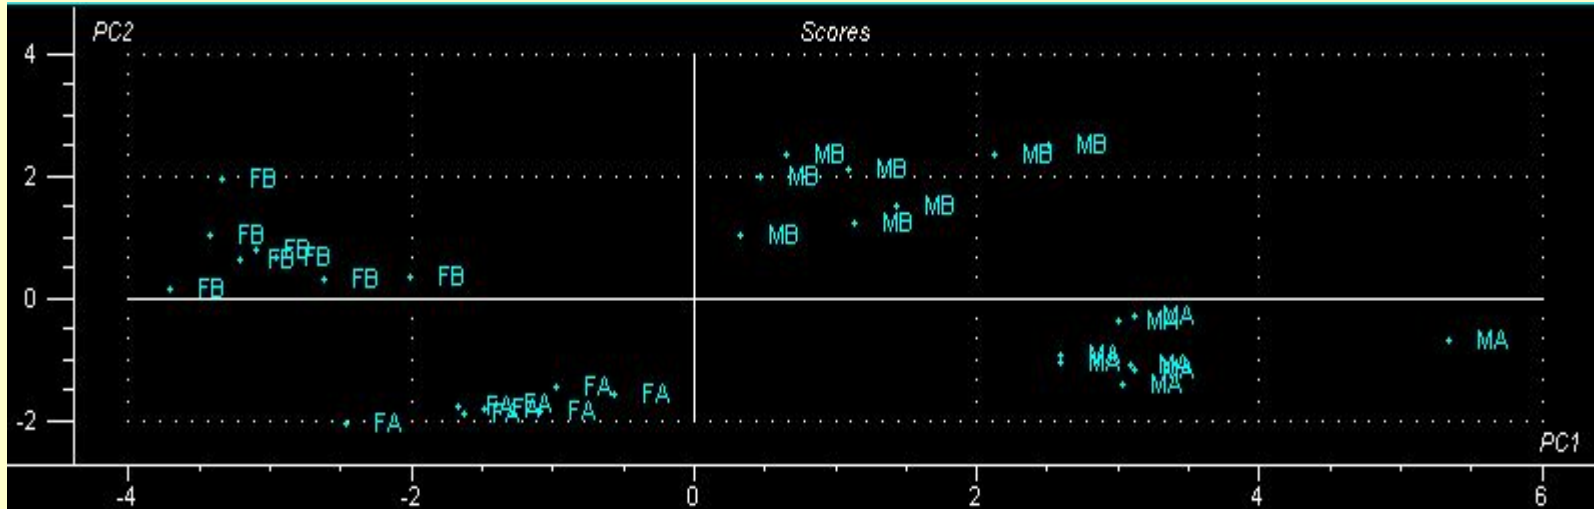 PC2 Scores
4
MB MB MB
MB MB
2 FB MB
MB
MB
FB MB
FB FB
FB
FB FB
FB
0
MA MA
MA
MA
MA MA
MA
MA
FA FA
FA FA
FA FA
-2 FA
PC1
-4 -2 0 2 4 6